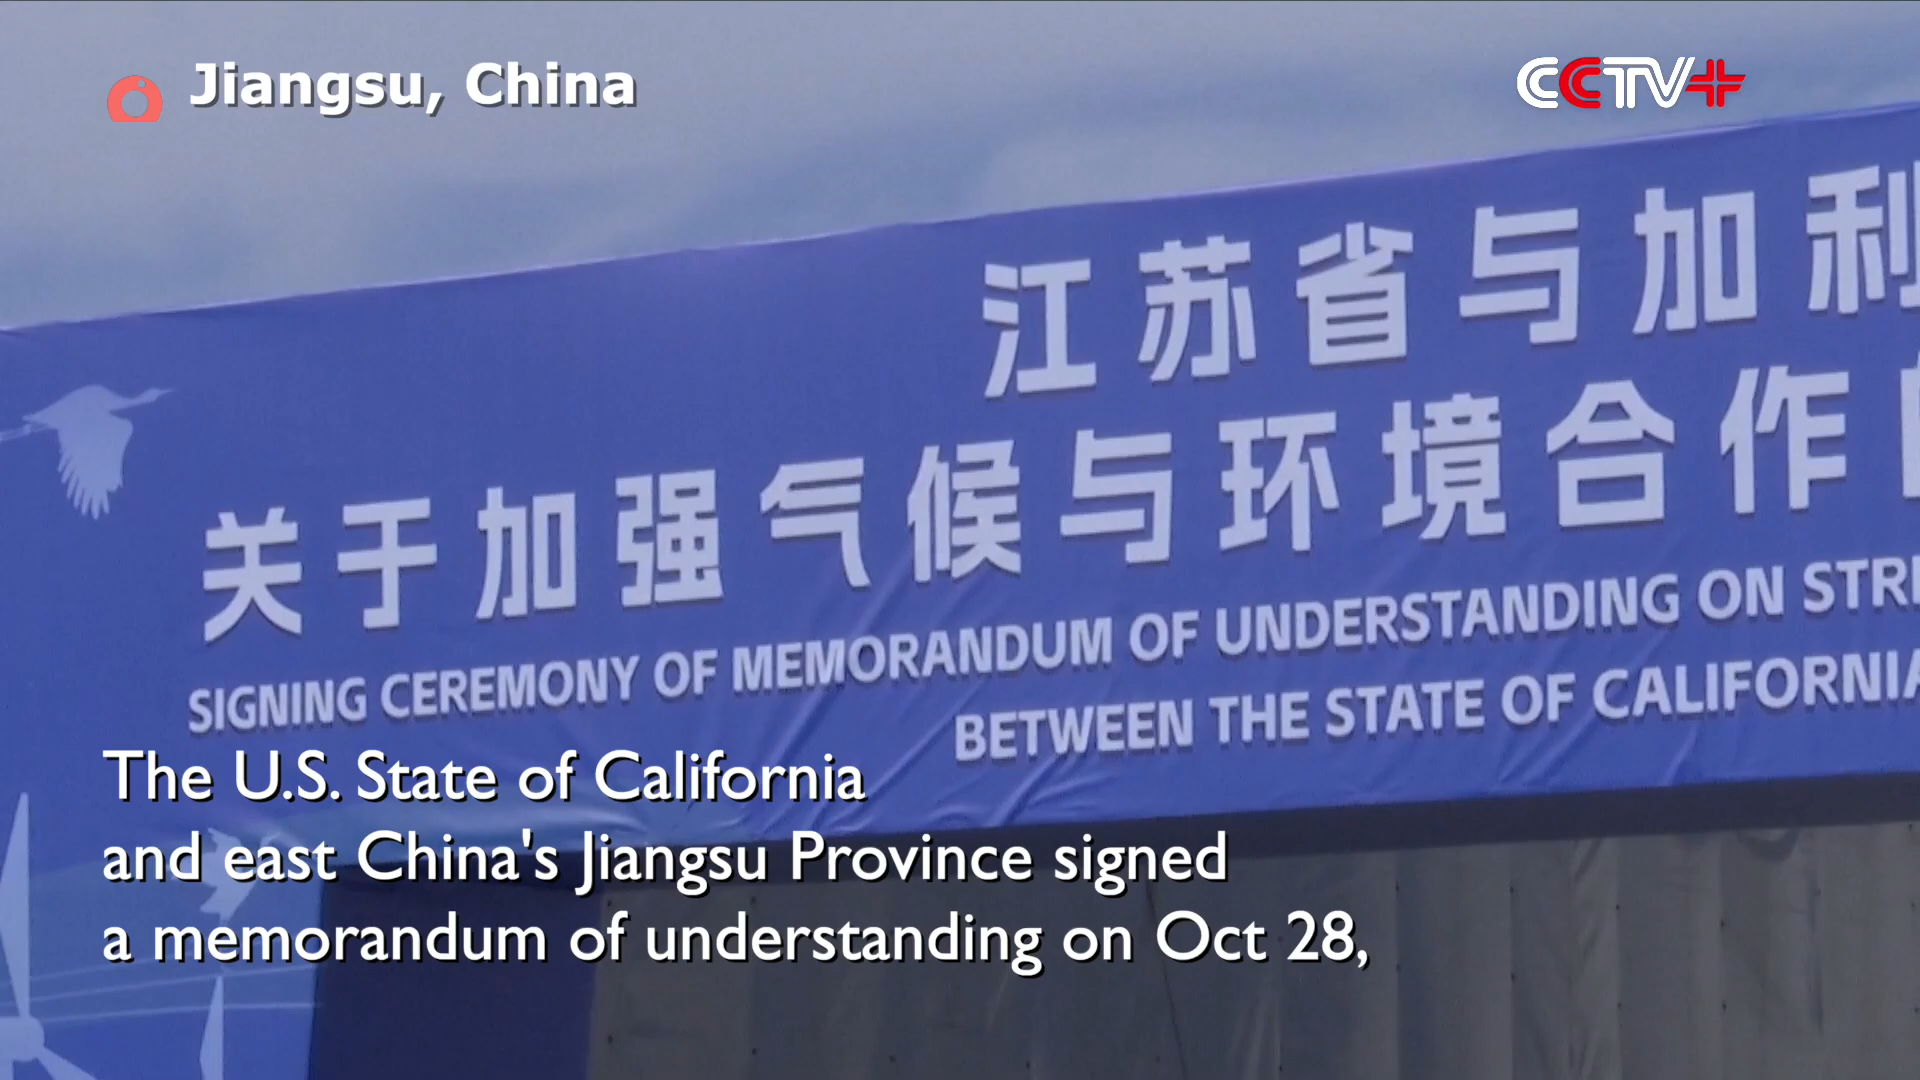 Jiangsu, China
CCTV+
江苏省与加利
关于加强气候与环境合作
SIGNING CEREMONY OF MEMORANDUM OF UNDERSTANDING ON
BETWEEN THE STATE OF CALIFORNIA
The U.S. State of California
and east China's Jiangsu Province signed
a memorandum of understanding on Oct 28,